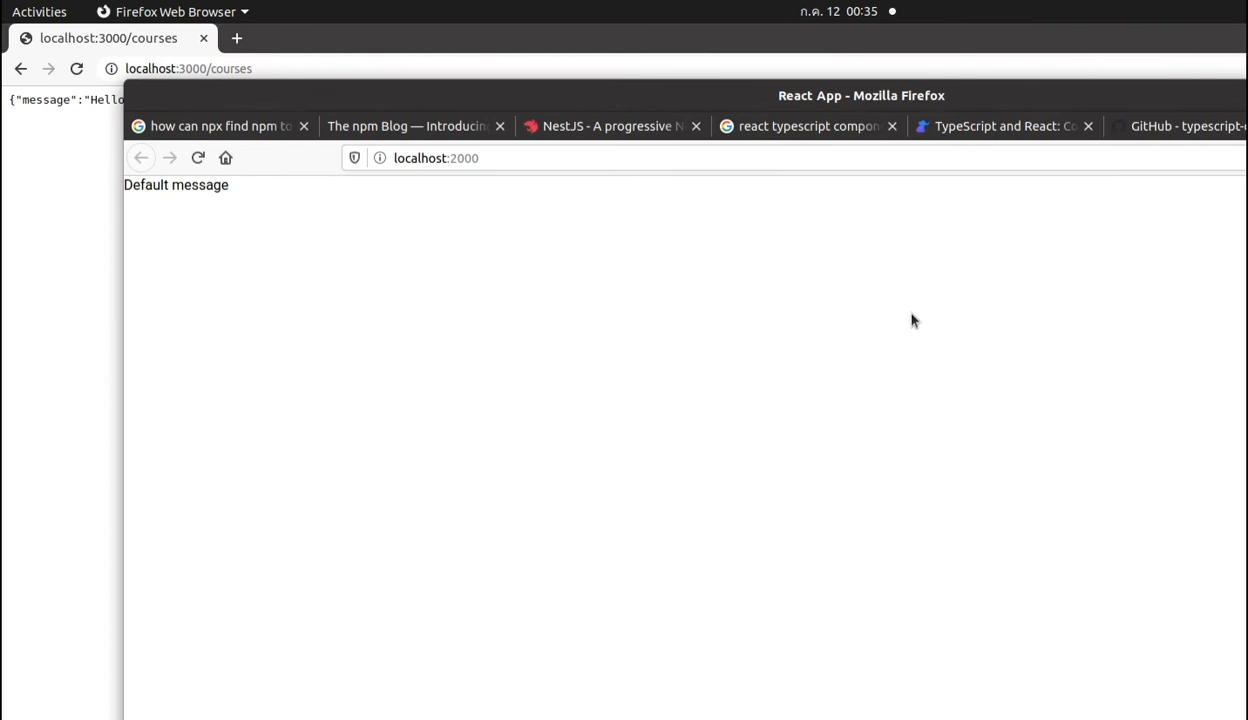 Activities
Firefox Web Browser
ก.ค. 12 00:35
localhost:3000/courses
localhost:3000/courses
{"message":"Hello
React App - Mozilla Firefox
how can npx find npm to
The npm Blog — Introducing
NestJS - A progressive N
react typescript compon
TypeScript and React: Co
GitHub - typescript-
localhost:2000
Default message